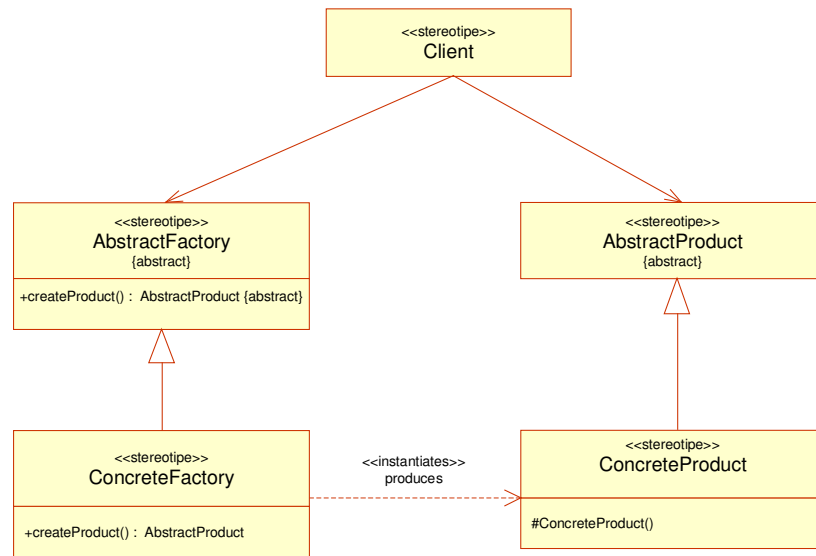 <<stereotipe>>
Client
<<stereotipe>>
AbstractFactory
{abstract}
+createProduct() : AbstractProduct {abstract}
<<stereotipe>>
AbstractProduct
{abstract}
<<stereotipe>>
ConcreteFactory
+createProduct() : AbstractProduct
<<instantiates>>
produces
<<stereotipe>>
ConcreteProduct
#ConcreteProduct()